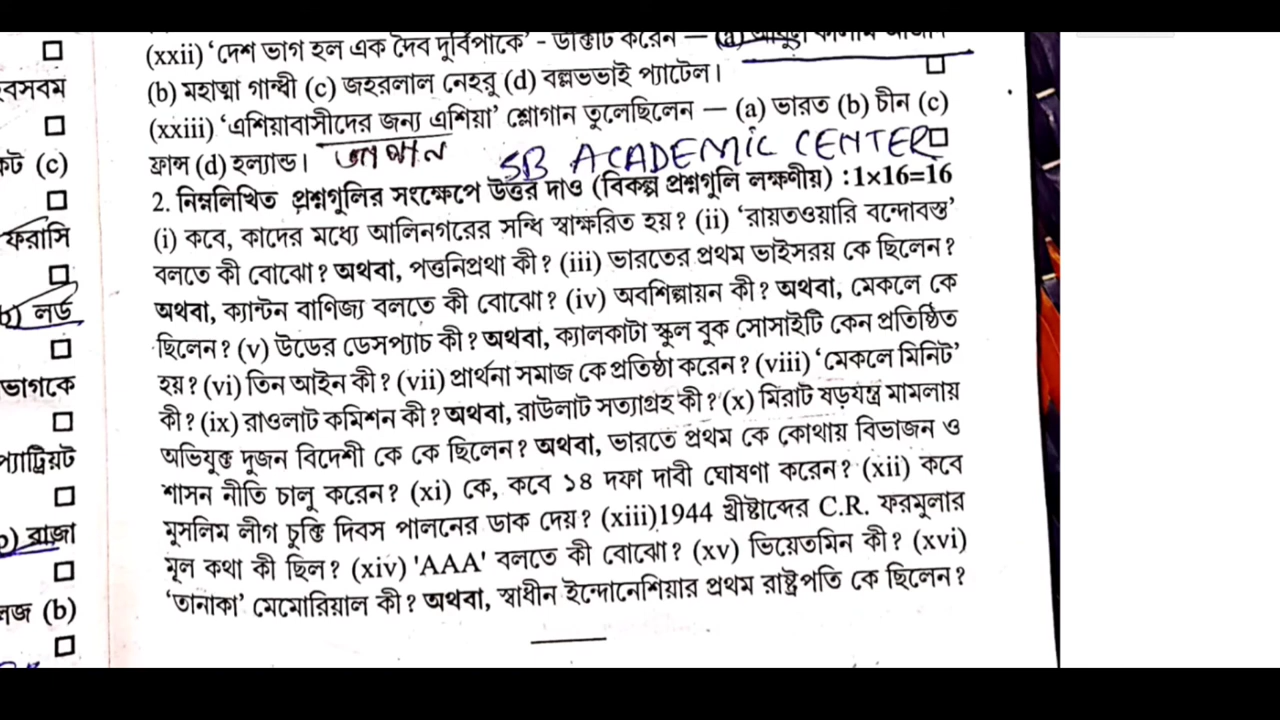 (xxii) ‘দেশ ভাগ হল এক দৈব দুর্বিপাকে’ - উক্তিটি করেন — (a)
(b) মহাত্মা গান্ধী (c) জহরলাল নেহরু (d) বল্লভভাই প্যাটেল।
(xxiii) ‘এশিয়াবাসীদের জন্য এশিয়া’ শ্লোগান তুলেছিলেন — (a) ভারত (b) চীন (c)
ফ্রান্স (d) হল্যান্ড। জাপান SB ACADEMIC CENTER
2. নিম্নলিখিত প্রশ্নগুলির সংক্ষেপে উত্তর দাও (বিকল্প প্রশ্নগুলি লক্ষণীয়) : 1×16=16
(i) কবে, কাদের মধ্যে আলিনগরের সন্ধি স্বাক্ষরিত হয়? (ii) ‘রায়তওয়ারি বন্দোবস্ত’
বলতে কী বোঝো? অথবা, পত্তনিপ্রথা কী? (iii) ভারতের প্রথম ভাইসরয় কে ছিলেন?
অথবা, ক্যান্টন বাণিজ্য বলতে কী বোঝো? (iv) অবশিল্পায়ন কী? অথবা, মেকলে কে
ছিলেন? (v) উডের ডেসপ্যাচ কী? অথবা, ক্যালকাটা স্কুল বুক সোসাইটি কেন প্রতিষ্ঠিত
হয়? (vi) তিন আইন কী? (vii) প্রার্থনা সমাজ কে প্রতিষ্ঠা করেন? (viii) ‘মেকলে মিনিট’
কী? (ix) রাওলাট কমিশন কী? অথবা, রাউলাট সত্যাগ্রহ কী? (x) মিরাট ষড়যন্ত্র মামলায়
অভিযুক্ত দুজন বিদেশী কে কে ছিলেন? অথবা, ভারতে প্রথম কে কোথায় বিভাজন ও
শাসন নীতি চালু করেন? (xi) কে, কবে ১৪ দফা দাবী ঘোষণা করেন? (xii) কবে
মুসলিম লীগ চুক্তি দিবস পালনের ডাক দেয়? (xiii)1944 খ্রীষ্টাব্দের C.R. ফরমুলার
মূল কথা কী ছিল? (xiv) 'AAA' বলতে কী বোঝো? (xv) ভিয়েতমিন কী? (xvi)
‘তানাকা’ মেমোরিয়াল কী? অথবা, স্বাধীন ইন্দোনেশিয়ার প্রথম রাষ্ট্রপতি কে ছিলেন?
(c)
ফরাসি
লর্ড
ভাগকে
প্যাট্রিয়ট
রাজা
(b)